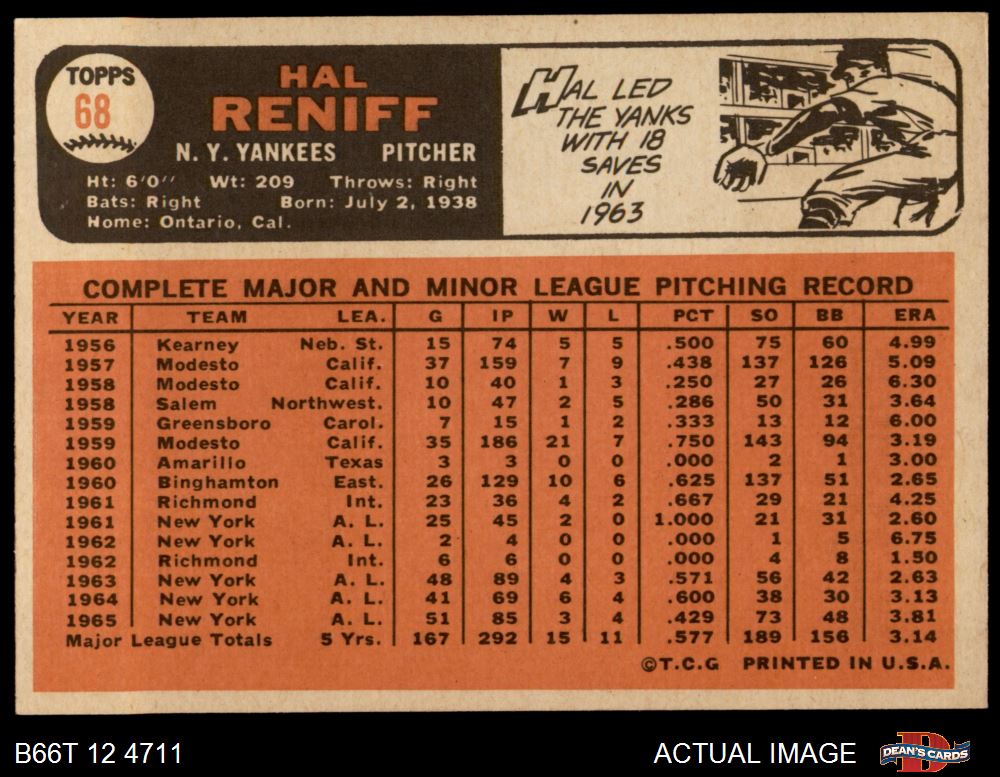 TOPPS
68
HAL
RENIFF
N. Y. YANKEES PITCHER
Ht: 6'0'' Wt: 209 Throws: Right
Bats: Right Born: July 2, 1938
Home: Ontario, Cal.
HAL LED
THE YANKS
WITH 18
SAVES
IN
1963
COMPLETE MAJOR AND MINOR LEAGUE PITCHING RECORD
YEAR TEAM LEA. G IP W L PCT SO BB ERA
1956 Kearney Neb. St. 15 74 5 5 .500 75 60 4.99
1957 Modesto Calif. 37 159 7 9 .438 137 126 5.09
1958 Modesto Calif. 10 40 1 3 .250 27 26 6.30
1958 Salem Northwest. 10 47 2 5 .286 50 31 3.64
1959 Greensboro Carol. 7 15 1 2 .333 13 12 6.00
1959 Modesto Calif. 35 186 21 7 .750 143 94 3.19
1960 Amarillo Texas 3 3 0 0 .000 2 1 3.00
1960 Binghamton East. 26 129 10 6 .625 137 51 2.65
1961 Richmond Int. 23 36 4 2 .667 29 21 4.25
1961 New York A. L. 25 45 2 0 1.000 21 31 2.60
1962 New York A. L. 2 4 0 0 .000 1 5 6.75
1962 Richmond Int. 6 6 0 0 .000 4 8 1.50
1963 New York A. L. 48 89 4 3 .571 56 42 2.63
1964 New York A. L. 41 69 6 4 .600 38 30 3.13
1965 New York A. L. 51 85 3 4 .429 73 48 3.81
Major League Totals 5 Yrs. 167 292 15 11 .577 189 156 3.14
©T.C.G PRINTED IN U.S.A.
B66T 12 4711 ACTUAL IMAGE
D
DEAN'S CARDS